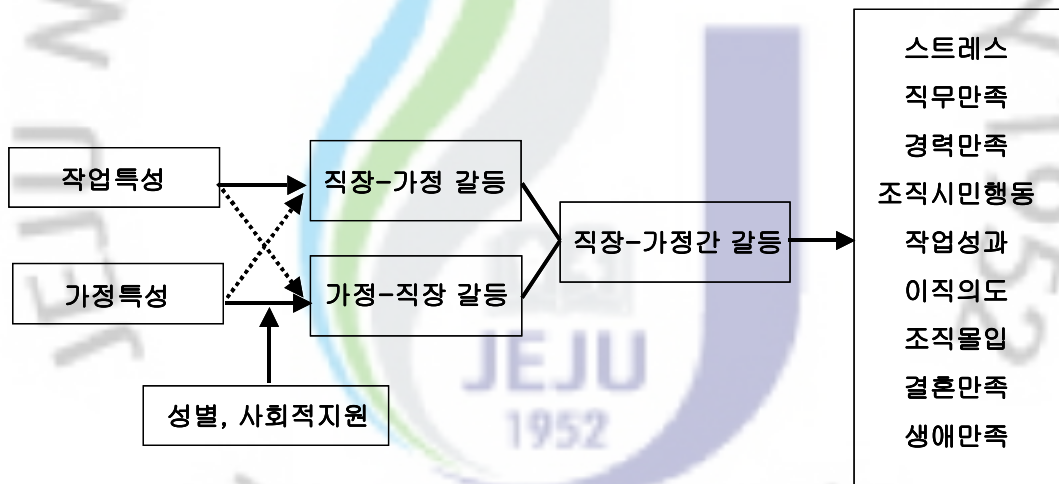 작업특성
가정특성
직장-가정 갈등
가정-직장 갈등
성별, 사회적지원
직장-가정간 갈등
스트레스
직무만족
경력만족
조직시민행동
작업성과
이직의도
조직몰입
결혼만족
생애만족
JEJU
1952